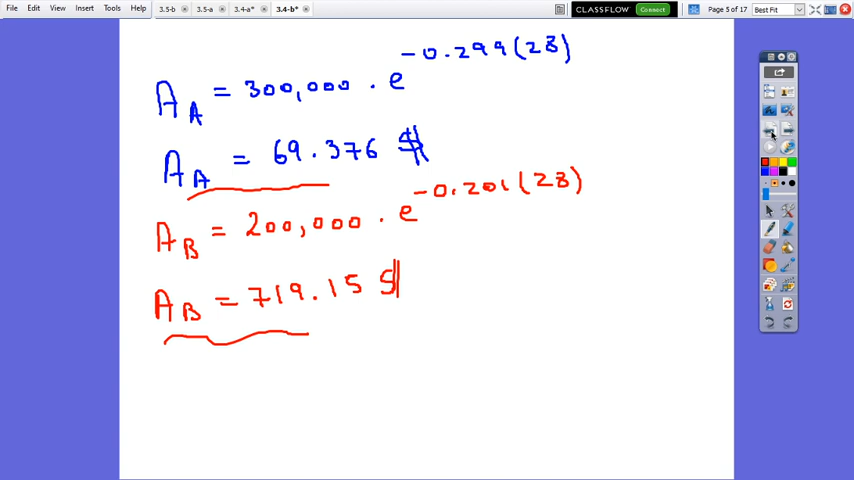 File Edit View Insert Tools Help 3.5-b × 3.5-a × 3.4-a* × 3.4-b* × CLASSFLOW Connect Page 5 of 17 Best Fit
A_A = 300,000 . e^-0.299(28)
A_A = 69.376 $
A_B = 200,000 . e^-0.201(28)
A_B = 719.15 $